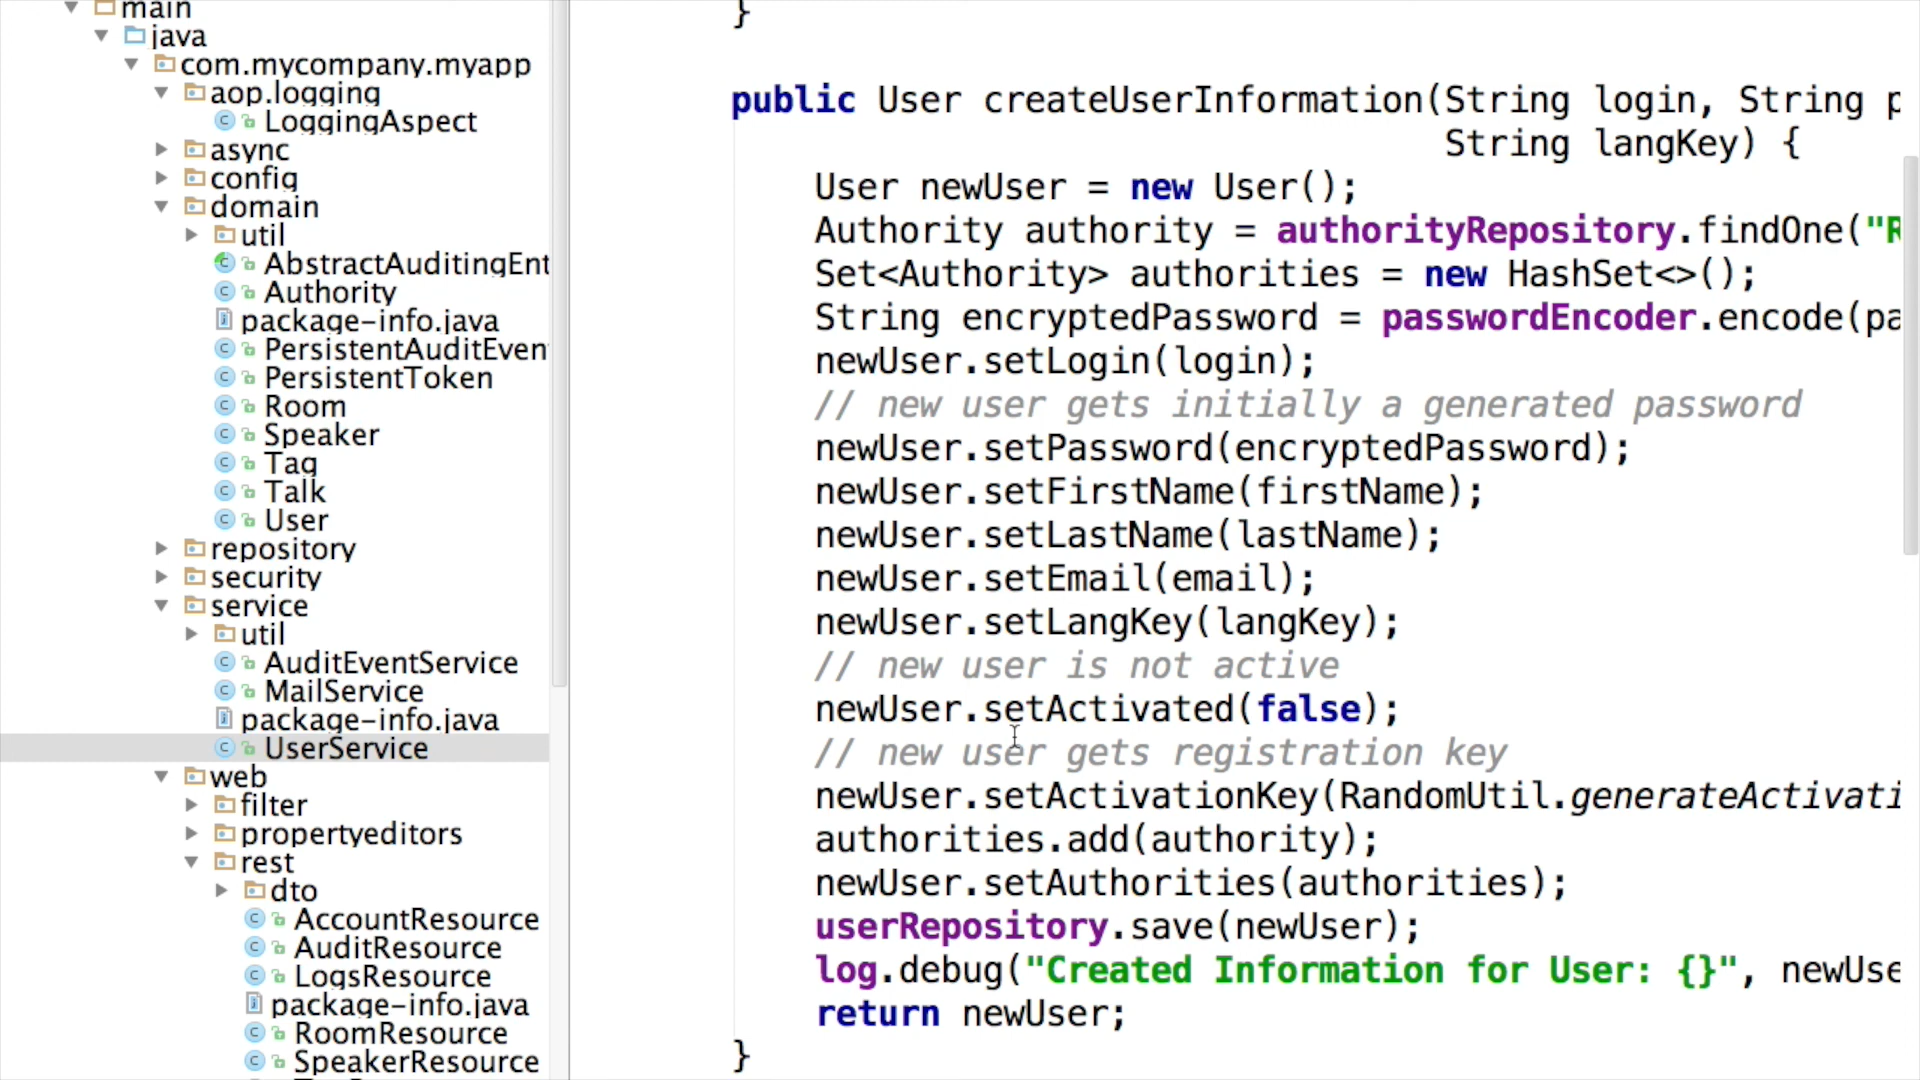 main
java
com.mycompany.myapp
aop.logging
LoggingAspect
async
config
domain
util
AbstractAuditingEnt
Authority
package-info.java
PersistentAuditEven
PersistentToken
Room
Speaker
Tag
Talk
User
repository
security
service
util
AuditEventService
MailService
package-info.java
UserService
web
filter
propertyeditors
rest
dto
AccountResource
AuditResource
LogsResource
package-info.java
RoomResource
SpeakerResource
}
public User createUserInformation(String login, String p
String langKey) {
User newUser = new User();
Authority authority = authorityRepository.findOne("R
Set<Authority> authorities = new HashSet<>();
String encryptedPassword = passwordEncoder.encode(pa
newUser.setLogin(login);
// new user gets initially a generated password
newUser.setPassword(encryptedPassword);
newUser.setFirstName(firstName);
newUser.setLastName(lastName);
newUser.setEmail(email);
newUser.setLangKey(langKey);
// new user is not active
newUser.setActivated(false);
// new user gets registration key
newUser.setActivationKey(RandomUtil.generateActivati
authorities.add(authority);
newUser.setAuthorities(authorities);
userRepository.save(newUser);
log.debug("Created Information for User: {}", newUse
return newUser;
}